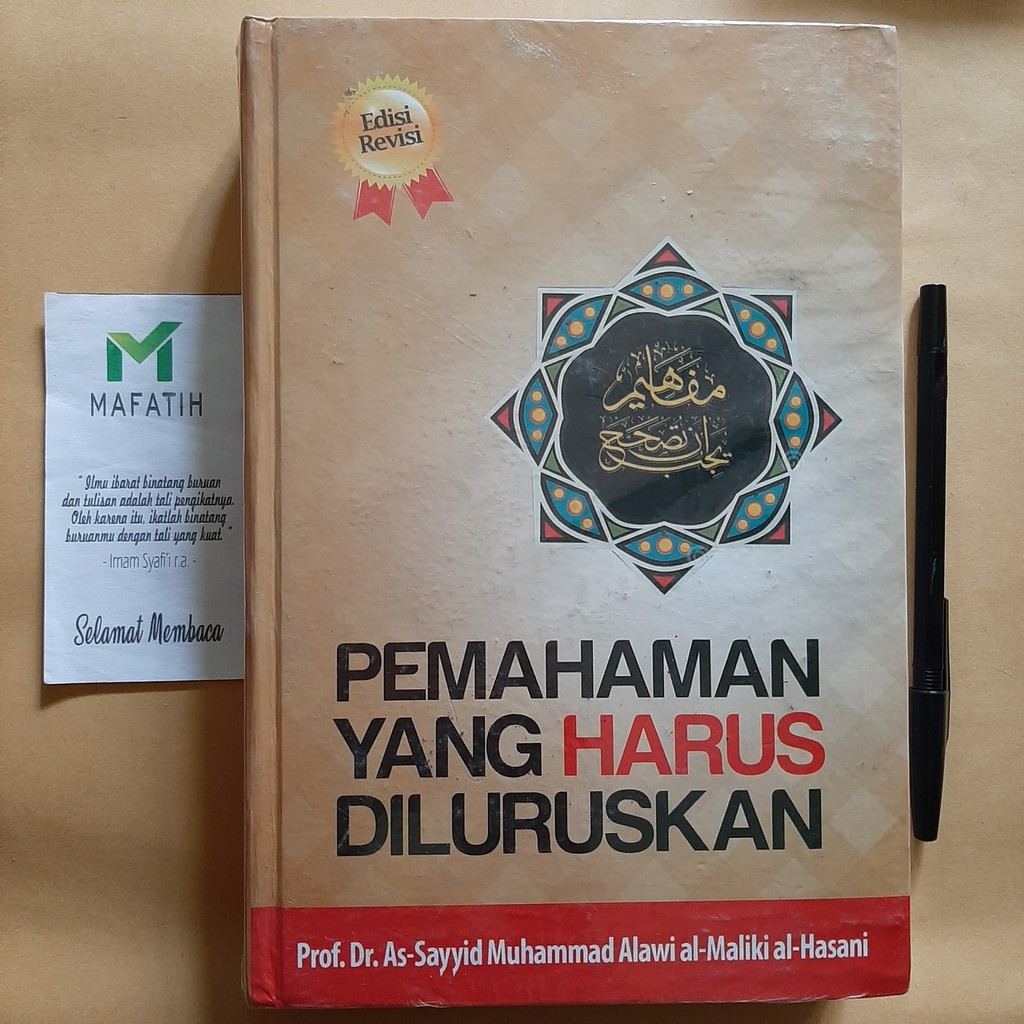 Edisi
Revisi
مفاهيم
يجب أن تصحح
PEMAHAMAN
YANG HARUS
DILURUSKAN
Prof. Dr. As-Sayyid Muhammad Alawi al-Maliki al-Hasani
MAFATIH
“Ilmu ibarat binatang buruan
dan tulisan adalah tali pengikatnya.
Oleh karena itu, ikatlah binatang
buruanmu dengan tali yang kuat.”
- Imam Syafi'i r.a. -
Selamat Membaca